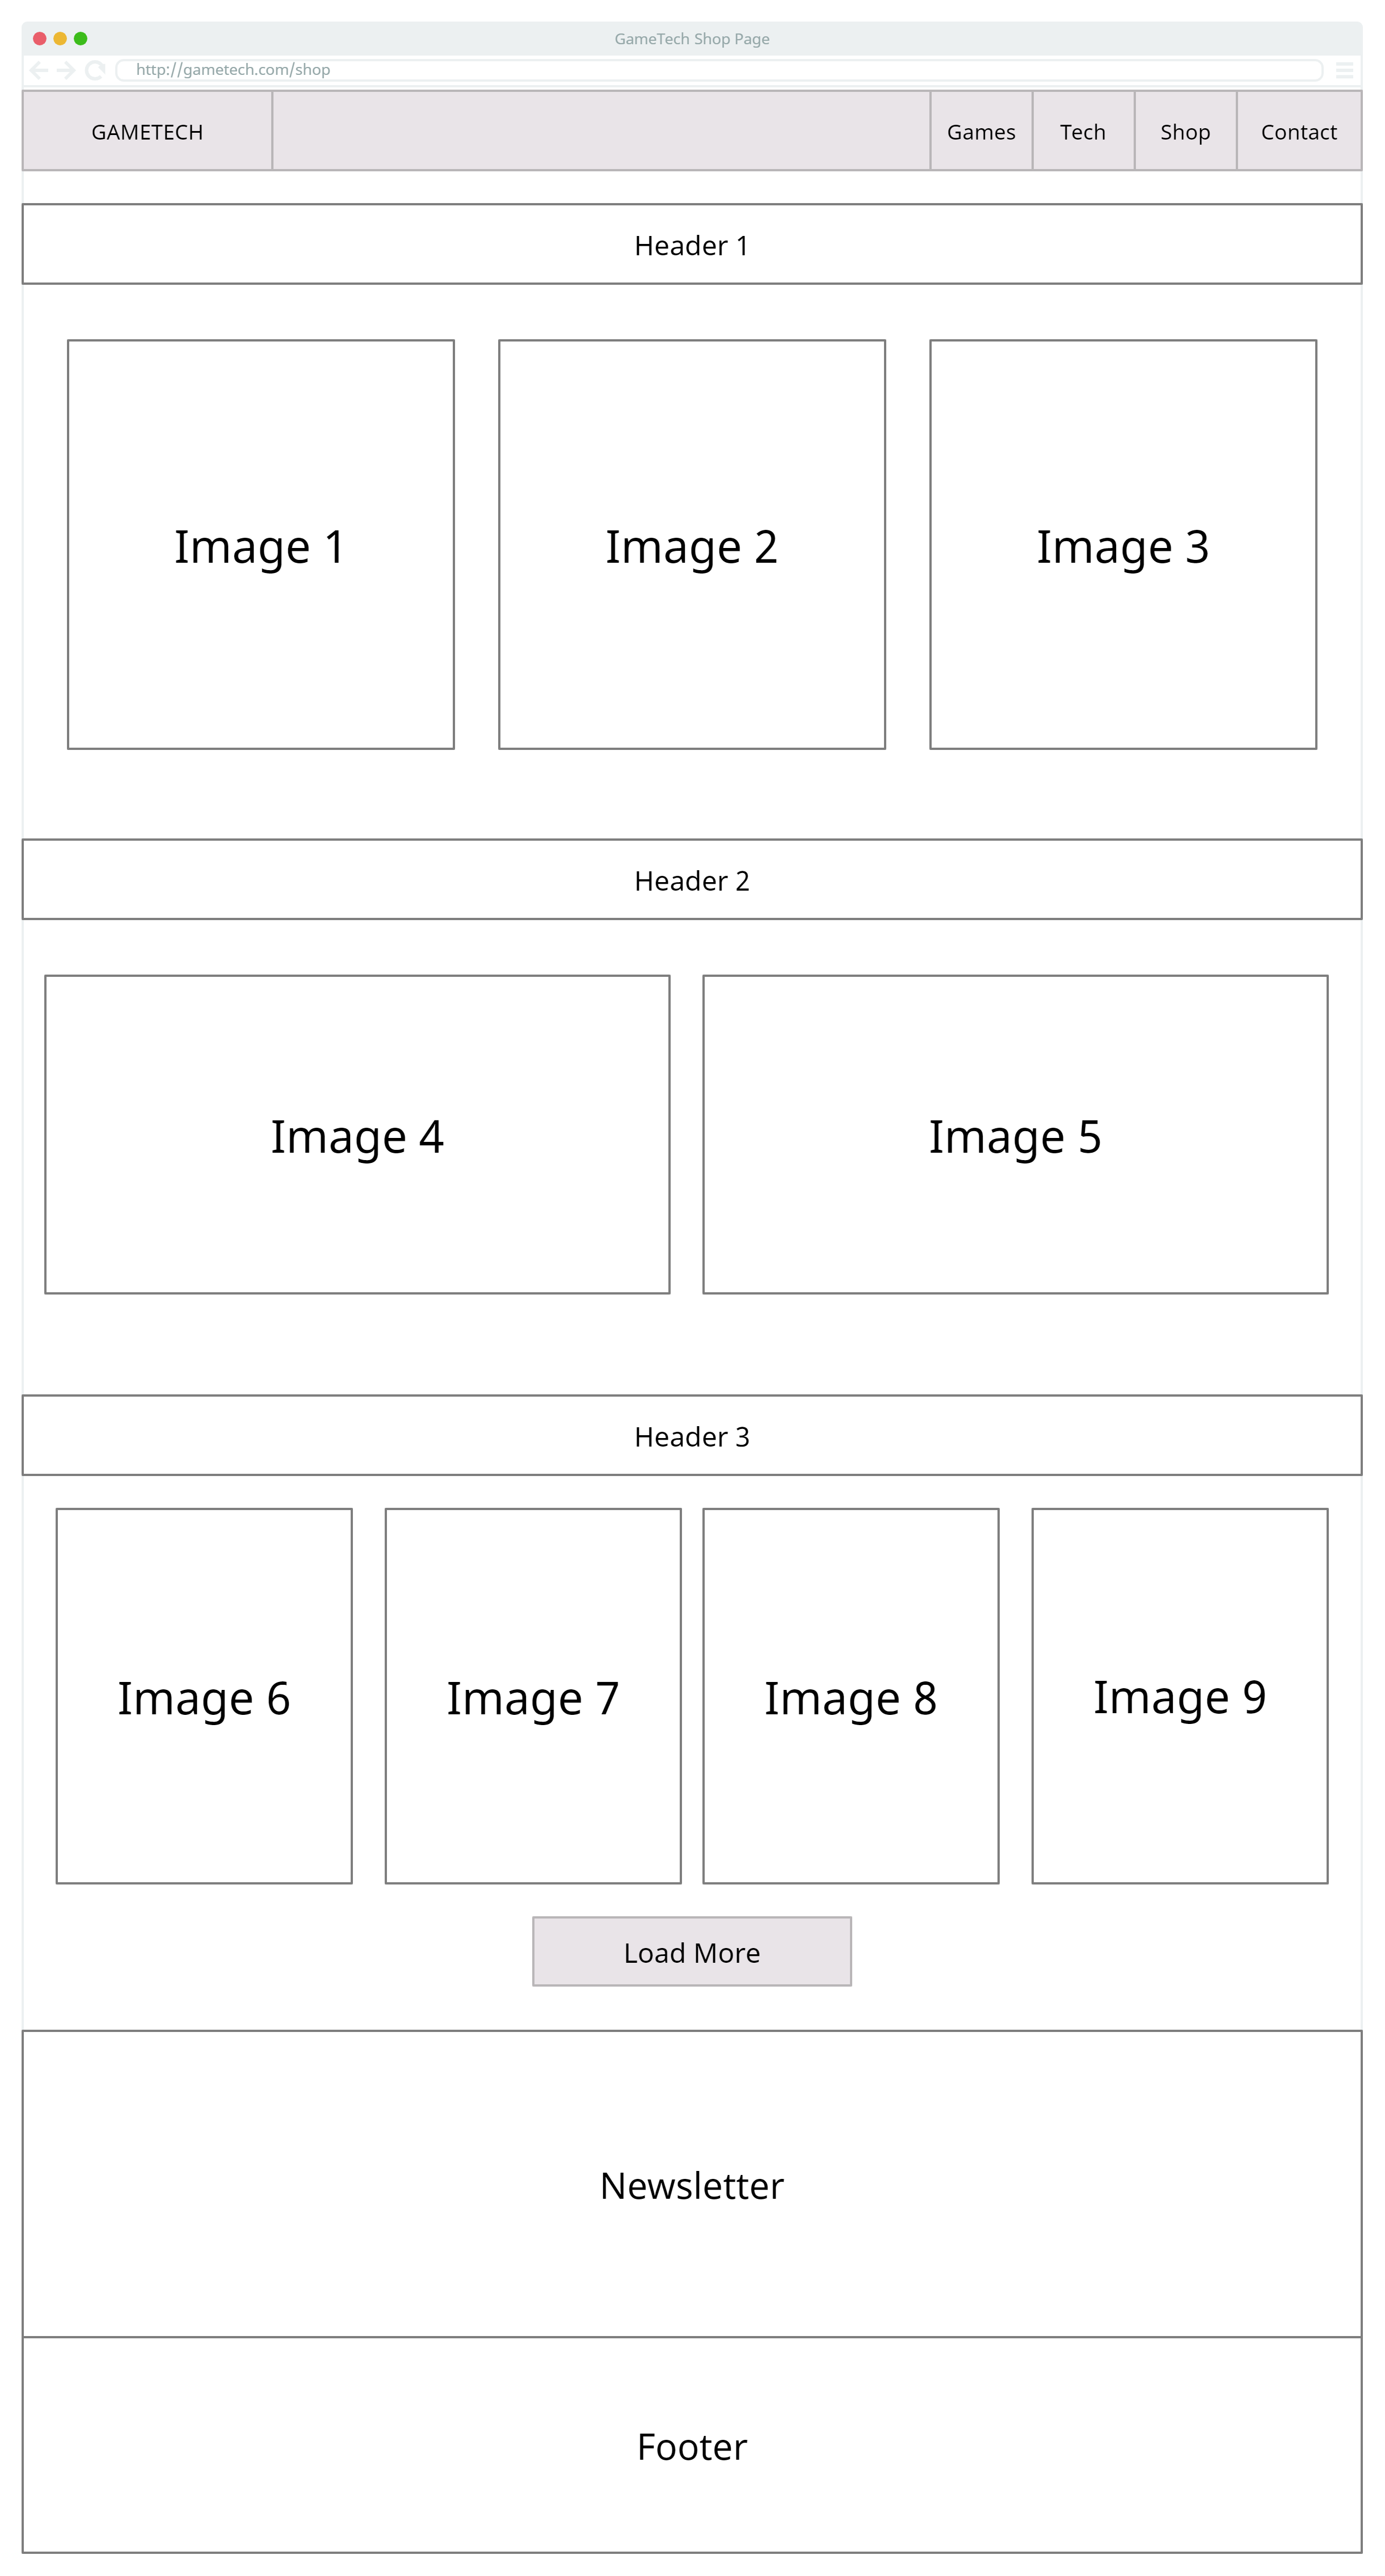 GameTech Shop Page
http://gametech.com/shop
GAMETECH
Games
Tech
Shop
Contact
Header 1
Image 1
Image 2
Image 3
Header 2
Image 4
Image 5
Header 3
Image 6
Image 7
Image 8
Image 9
Load More
Newsletter
Footer